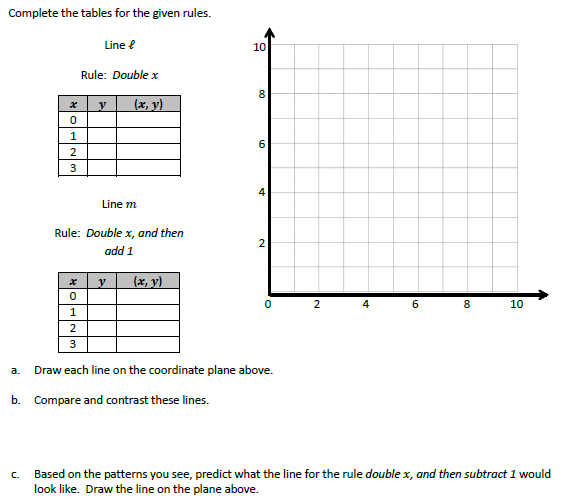 Complete the tables for the given rules.
Line ℓ
Rule: Double x
x y (x, y)
0
1
2
3
Line m
Rule: Double x, and then
add 1
x y (x, y)
0
1
2
3
10
8
6
4
2
0 2 4 6 8 10
a. Draw each line on the coordinate plane above.
b. Compare and contrast these lines.
c. Based on the patterns you see, predict what the line for the rule double x, and then subtract 1 would
look like. Draw the line on the plane above.